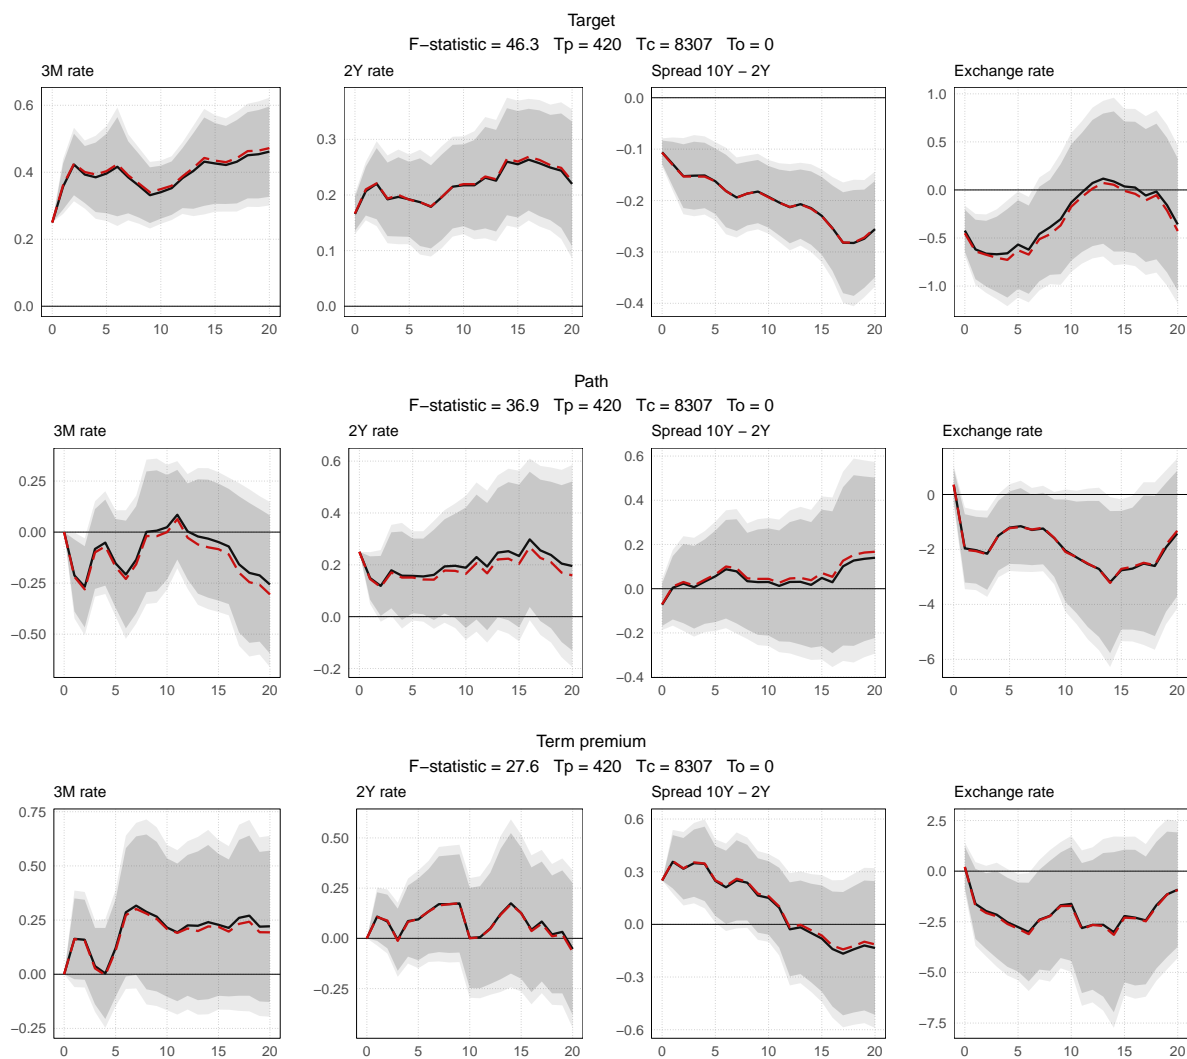 Target
F−statistic = 46.3 Tp = 420 Tc = 8307 To = 0
3M rate 2Y rate Spread 10Y − 2Y Exchange rate
0.6
0.4
0.2
0.0
0 5 10 15 20
0.3
0.2
0.1
0.0
0 5 10 15 20
0.0
−0.1
−0.2
−0.3
−0.4
0 5 10 15 20
1.0
0.5
0.0
−0.5
−1.0
0 5 10 15 20
Path
F−statistic = 36.9 Tp = 420 Tc = 8307 To = 0
3M rate 2Y rate Spread 10Y − 2Y Exchange rate
0.25
0.00
−0.25
−0.50
0 5 10 15 20
0.6
0.4
0.2
0.0
−0.2
0 5 10 15 20
0.6
0.4
0.2
0.0
−0.2
−0.4
0 5 10 15 20
0
−2
−4
−6
0 5 10 15 20
Term premium
F−statistic = 27.6 Tp = 420 Tc = 8307 To = 0
3M rate 2Y rate Spread 10Y − 2Y Exchange rate
0.75
0.50
0.25
0.00
−0.25
0 5 10 15 20
0.50
0.25
0.00
−0.25
0 5 10 15 20
0.6
0.3
0.0
−0.3
−0.6
0 5 10 15 20
2.5
0.0
−2.5
−5.0
−7.5
0 5 10 15 20